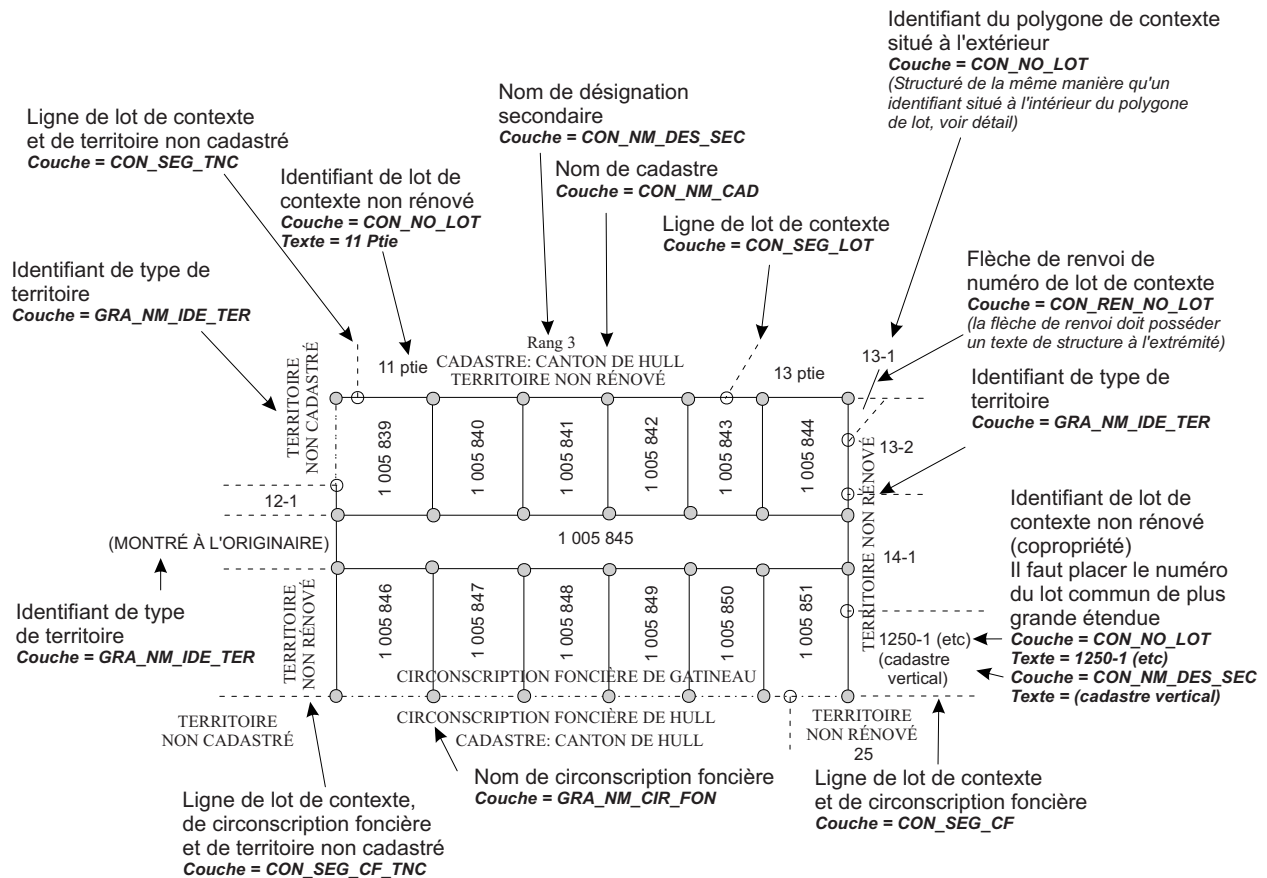 Identifiant du polygone de contexte
situé à l'extérieur
Couche = CON_NO_LOT
(Structuré de la même manière qu'un
identifiant situé à l'intérieur du polygone
de lot, voir détail)
Nom de désignation
secondaire
Couche = CON_NM_DES_SEC
Ligne de lot de contexte
et de territoire non cadastré
Couche = CON_SEG_TNC
Identifiant de lot de
contexte non rénové
Couche = CON_NO_LOT
Texte = 11 Ptie
Nom de cadastre
Couche = CON_NM_CAD
Ligne de lot de contexte
Couche = CON_SEG_LOT
Identifiant de type de
territoire
Couche = GRA_NM_IDE_TER
Flèche de renvoi de
numéro de lot de contexte
Couche = CON_REN_NO_LOT
(la flèche de renvoi doit posséder
un texte de structure à l'extrémité)
Identifiant de type de
territoire
Couche = GRA_NM_IDE_TER
Rang 3
CADASTRE: CANTON DE HULL
TERRITOIRE NON RÉNOVÉ
11 ptie
13 ptie
13-1
TERRITOIRE
NON CADASTRÉ
1 005 839
1 005 840
1 005 841
1 005 842
1 005 843
1 005 844
13-2
TERRITOIRE NON RÉNOVÉ
12-1
(MONTRÉ À L'ORIGINAIRE)
1 005 845
14-1
Identifiant de lot de
contexte non rénové
(copropriété)
Il faut placer le numéro
du lot commun de plus
grande étendue
Couche = CON_NO_LOT
Texte = 1250-1 (etc)
Couche = CON_NM_DES_SEC
Texte = (cadastre vertical)
Identifiant de type
de territoire
Couche = GRA_NM_IDE_TER
TERRITOIRE
NON RÉNOVÉ
1 005 846
1 005 847
1 005 848
1 005 849
1 005 850
1 005 851
1250-1 (etc)
(cadastre
vertical)
CIRCONSCRIPTION FONCIÈRE DE GATINEAU
TERRITOIRE
NON CADASTRÉ
CIRCONSCRIPTION FONCIÈRE DE HULL
CADASTRE: CANTON DE HULL
TERRITOIRE
NON RÉNOVÉ
25
Nom de circonscription foncière
Couche = GRA_NM_CIR_FON
Ligne de lot de contexte
et de circonscription foncière
Couche = CON_SEG_CF
Ligne de lot de contexte,
de circonscription foncière
et de territoire non cadastré
Couche = CON_SEG_CF_TNC